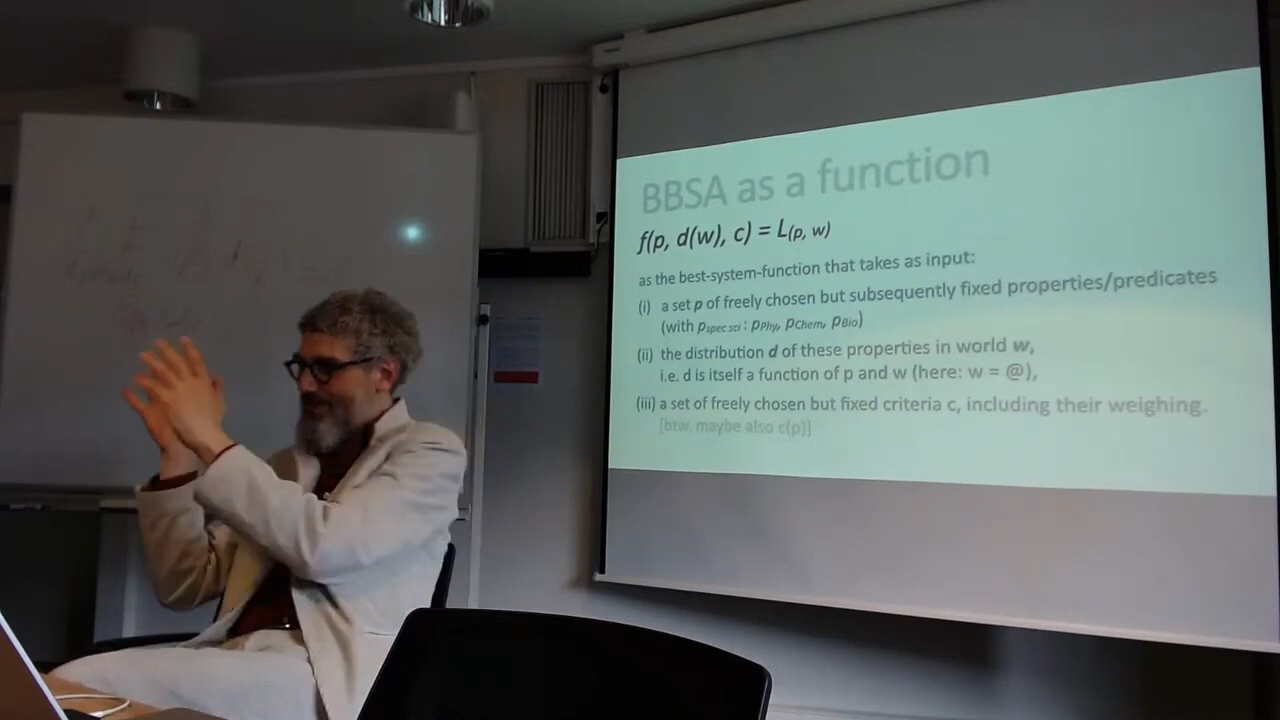 BBSA as a function
f(p, d(w), c) = L(p, w)
as the best-system-function that takes as input:
(i) a set p of freely chosen but subsequently fixed properties/predicates
(with pspec sci : pPhy, pChem, pBio)
(ii) the distribution d of these properties in world w,
i.e. d is itself a function of p and w (here: w = @),
(iii) a set of freely chosen but fixed criteria c, including their weighing.
[btw, maybe also c(p)]